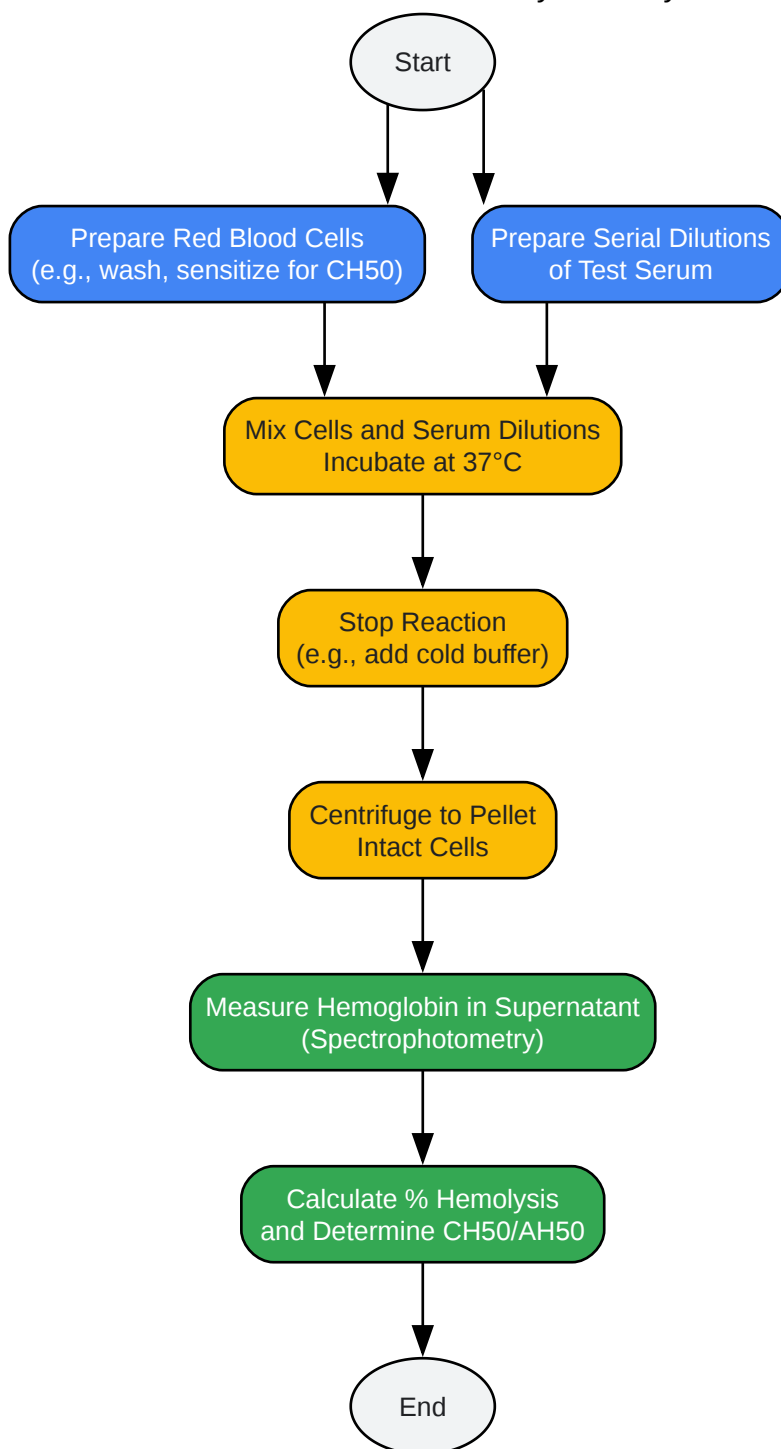 Start
Prepare Red Blood Cells
(e.g., wash, sensitize for CH50)
Prepare Serial Dilutions
of Test Serum
Mix Cells and Serum Dilutions
Incubate at 37°C
Stop Reaction
(e.g., add cold buffer)
Centrifuge to Pellet
Intact Cells
Measure Hemoglobin in Supernatant
(Spectrophotometry)
Calculate % Hemolysis
and Determine CH50/AH50
End